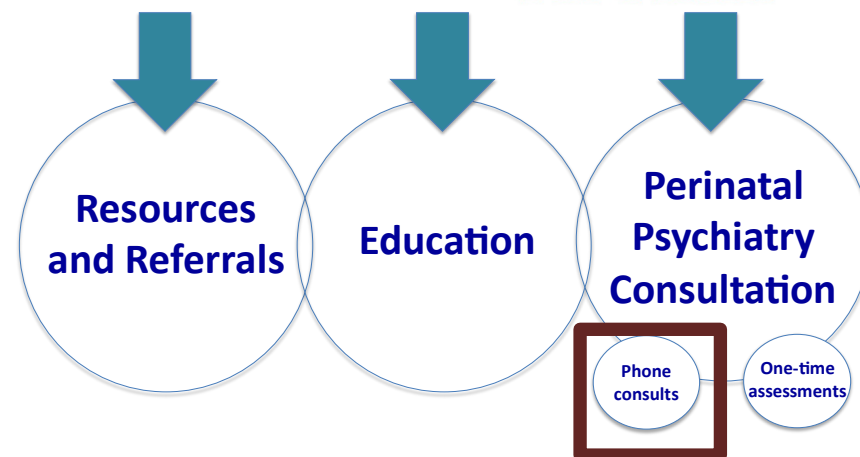 Resources
and Referrals
Education
Perinatal
Psychiatry
Consultation
Phone
consults
One-time
assessments